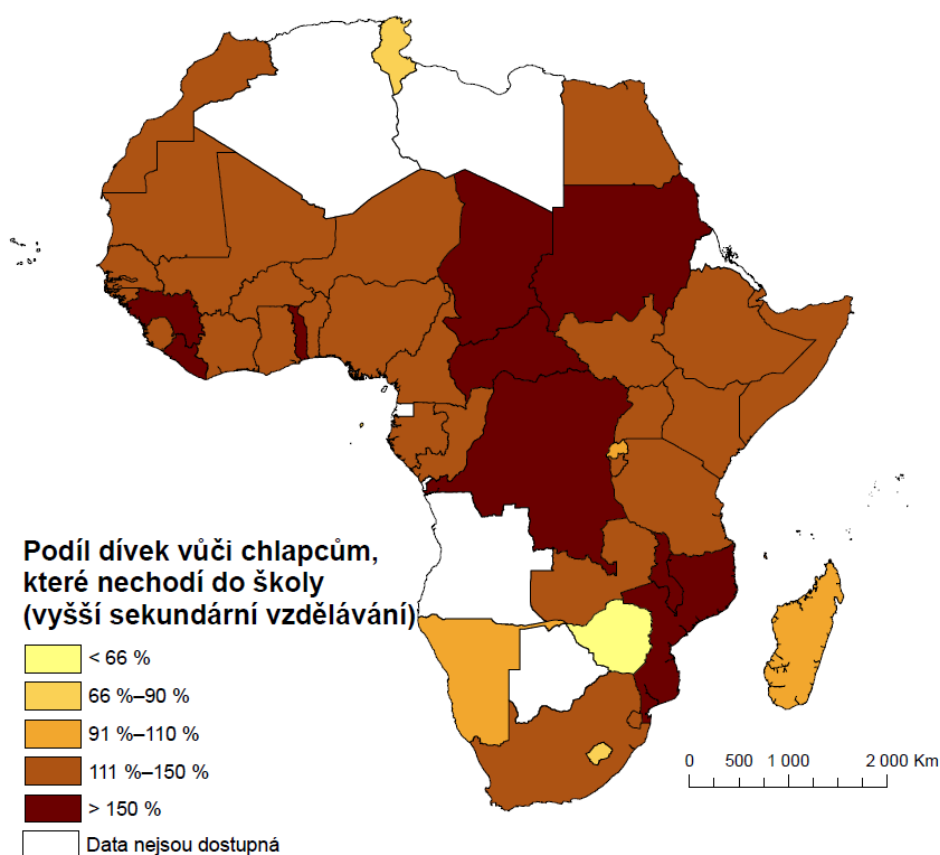 Podíl dívek vůči chlapcům,
které nechodí do školy
(vyšší sekundární vzdělávání)
< 66 %
66 %–90 %
91 %–110 %
111 %–150 %
> 150 %
Data nejsou dostupná
0 500 1 000 2 000 Km